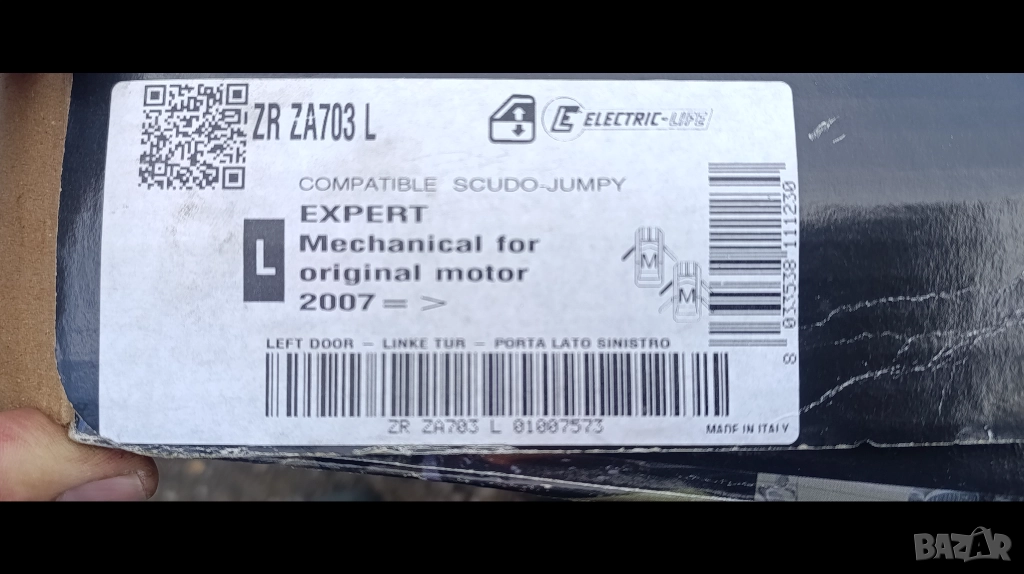 ZR ZA703 L
ELECTRIC-LIFE
COMPATIBLE SCUDO-JUMPY
EXPERT
L
Mechanical for
original motor
2007 = >
M
M
8 033538 111230
LEFT DOOR - LINKE TUR - PORTA LATO SINISTRO
ZR ZA703 L 01007573
MADE IN ITALY
BAZAR